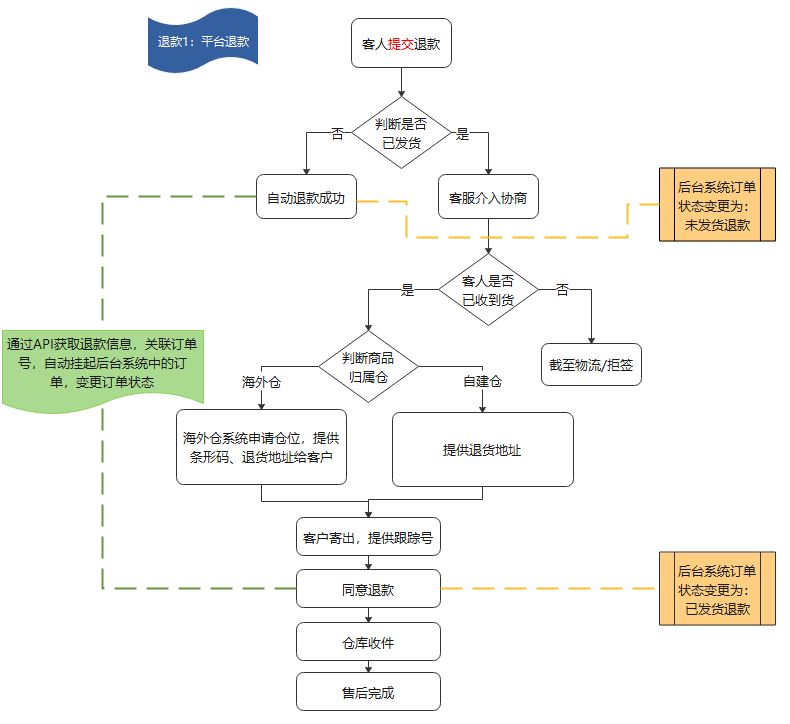 退款1：平台退款
客人提交退款
判断是否
已发货
否
是
自动退款成功
客服介入协商
后台系统订单
状态变更为：
未发货退款
客人是否
已收到货
是
否
通过API获取退款信息，关联订单
号，自动挂起后台系统中的订
单，变更订单状态
判断商品
归属仓
截至物流/拒签
海外仓
自建仓
海外仓系统申请仓位，提供
条形码、退货地址给客户
提供退货地址
客户寄出，提供跟踪号
同意退款
后台系统订单
状态变更为：
已发货退款
仓库收件
售后完成